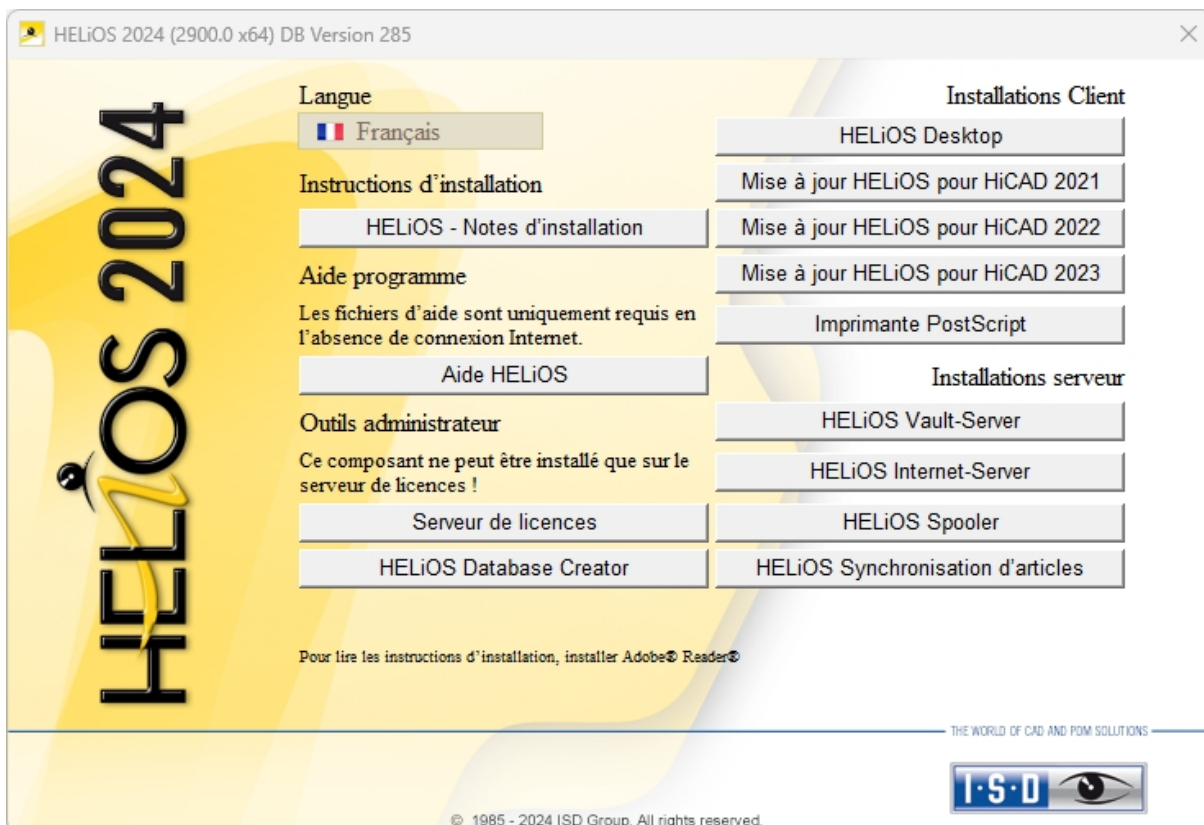 HELiOS 2024 (2900.0 x64) DB Version 285
HELiOS 2024
Langue
Français
Instructions d'installation
HELiOS - Notes d'installation
Aide programme
Les fichiers d'aide sont uniquement requis en
l'absence de connexion Internet.
Aide HELiOS
Outils administrateur
Ce composant ne peut être installé que sur le
serveur de licences !
Serveur de licences
HELiOS Database Creator
Pour lire les instructions d'installation, installer Adobe® Reader®
Installations Client
HELiOS Desktop
Mise à jour HELiOS pour HiCAD 2021
Mise à jour HELiOS pour HiCAD 2022
Mise à jour HELiOS pour HiCAD 2023
Imprimante PostScript
Installations serveur
HELiOS Vault-Server
HELiOS Internet-Server
HELiOS Spooler
HELiOS Synchronisation d'articles
THE WORLD OF CAD AND PDM SOLUTIONS
I·S·D
© 1985 - 2024 ISD Group. All rights reserved.